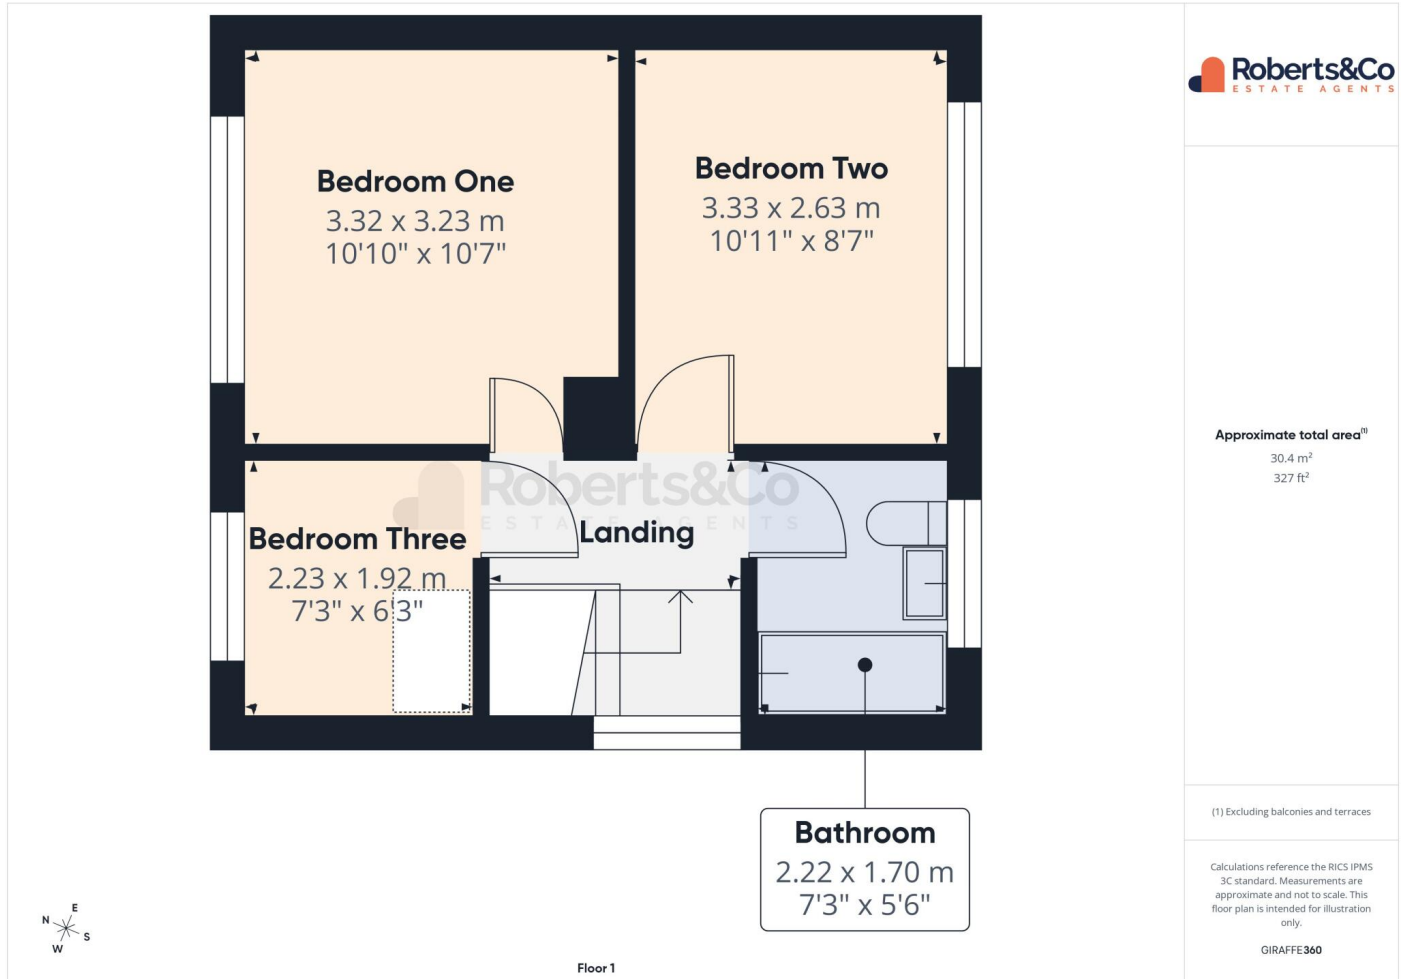 Bedroom One
3.32 x 3.23 m
10'10" x 10'7"
Bedroom Two
3.33 x 2.63 m
10'11" x 8'7"
Roberts&Co
ESTATE AGENTS
Bedroom Three
2.23 x 1.92 m
7'3" x 6'3"
Landing
Bathroom
2.22 x 1.70 m
7'3" x 5'6"
N
E
S
W
Floor 1
Roberts&Co
ESTATE AGENTS
Approximate total area(1)
30.4 m²
327 ft²
(1) Excluding balconies and terraces
Calculations reference the RICS IPMS
3C standard. Measurements are
approximate and not to scale. This
floor plan is intended for illustration
only.
GIRAFFE360